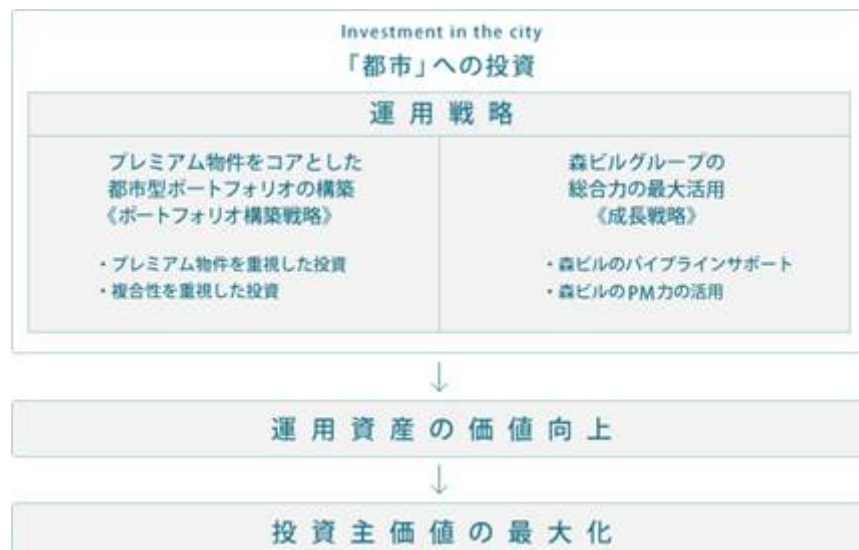 Investment in the city
「都市」への投資
運用戦略
プレミアム物件をコアとした
都市型ポートフォリオの構築
《ポートフォリオ構築戦略》
・プレミアム物件を重視した投資
・複合性を重視した投資
森ビルグループの
総合力の最大活用
《成長戦略》
・森ビルのパイプラインサポート
・森ビルのPM力の活用
↓
運用資産の価値向上
↓
投資主価値の最大化